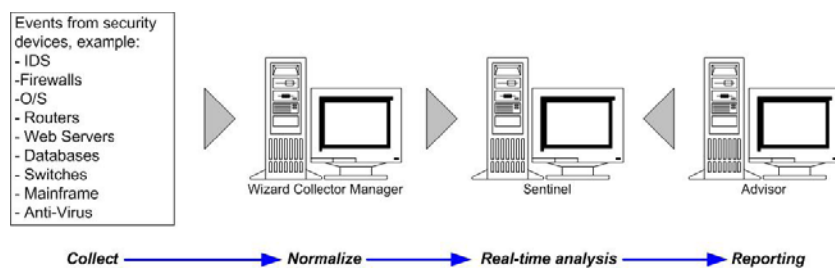 Events from security
devices, example:
- IDS
-Firewalls
-O/S
- Routers
- Web Servers
- Databases
- Switches
- Mainframe
- Anti-Virus
Wizard Collector Manager
Sentinel
Advisor
Collect
Normalize
Real-time analysis
Reporting